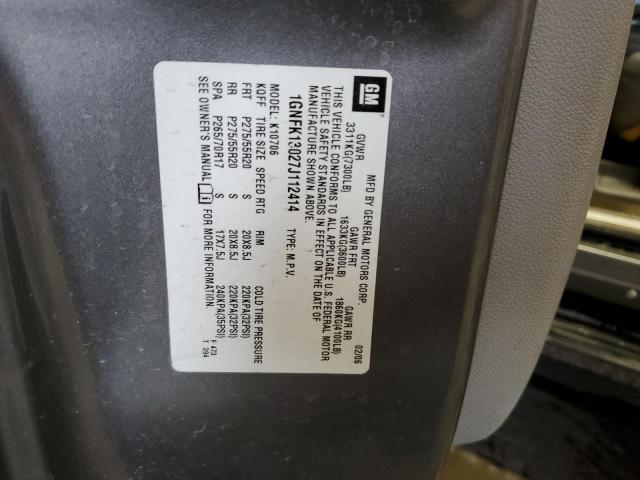 GM
MFD BY GENERAL MOTORS CORP.
02/06
GVWR GAWR FRT GAWR RR
3311KG(7300LB) 1633KG(3600LB) 1860KG(4100LB)
THIS VEHICLE CONFORMS TO ALL APPLICABLE U.S. FEDERAL MOTOR
VEHICLE SAFETY STANDARDS IN EFFECT ON THE DATE OF
MANUFACTURE SHOWN ABOVE.
1GNFK13027J112414 TYPE: M.P.V.
MODEL: K10706
KQFF TIRE SIZE SPEED RTG RIM COLD TIRE PRESSURE
FRT P275/55R20 S 20X8.5J 220KPA(32PSI)
RR P275/55R20 S 20X8.5J 220KPA(32PSI)
SPA P265/70R17 S 17X7.5J 240KPA(35PSI)
SEE OWNER'S MANUAL i FOR MORE INFORMATION.
F 473
T 394